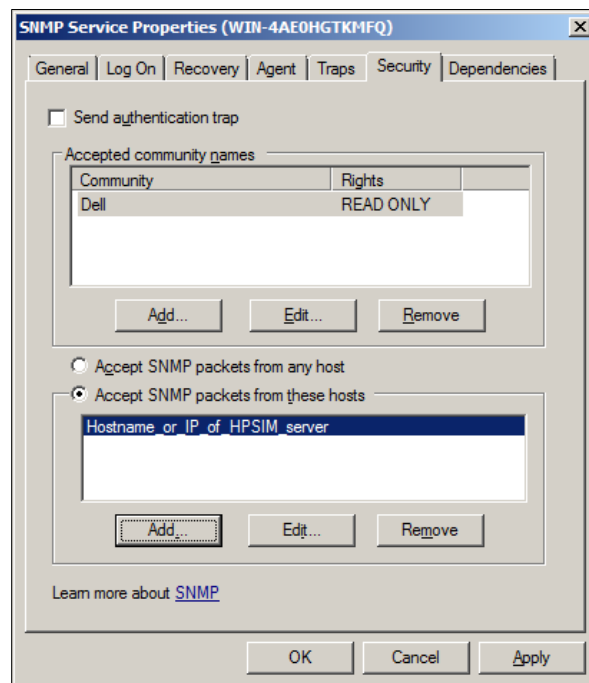 SNMP Service Properties (WIN-4AE0HGTKMFQ)
General Log On Recovery Agent Traps Security Dependencies
Send authentication trap
Accepted community names
Community Rights
Dell READ ONLY
Add... Edit... Remove
Accept SNMP packets from any host
Accept SNMP packets from these hosts
Hostname_or_IP_of_HPSIM_server
Add... Edit... Remove
Learn more about SNMP
OK Cancel Apply